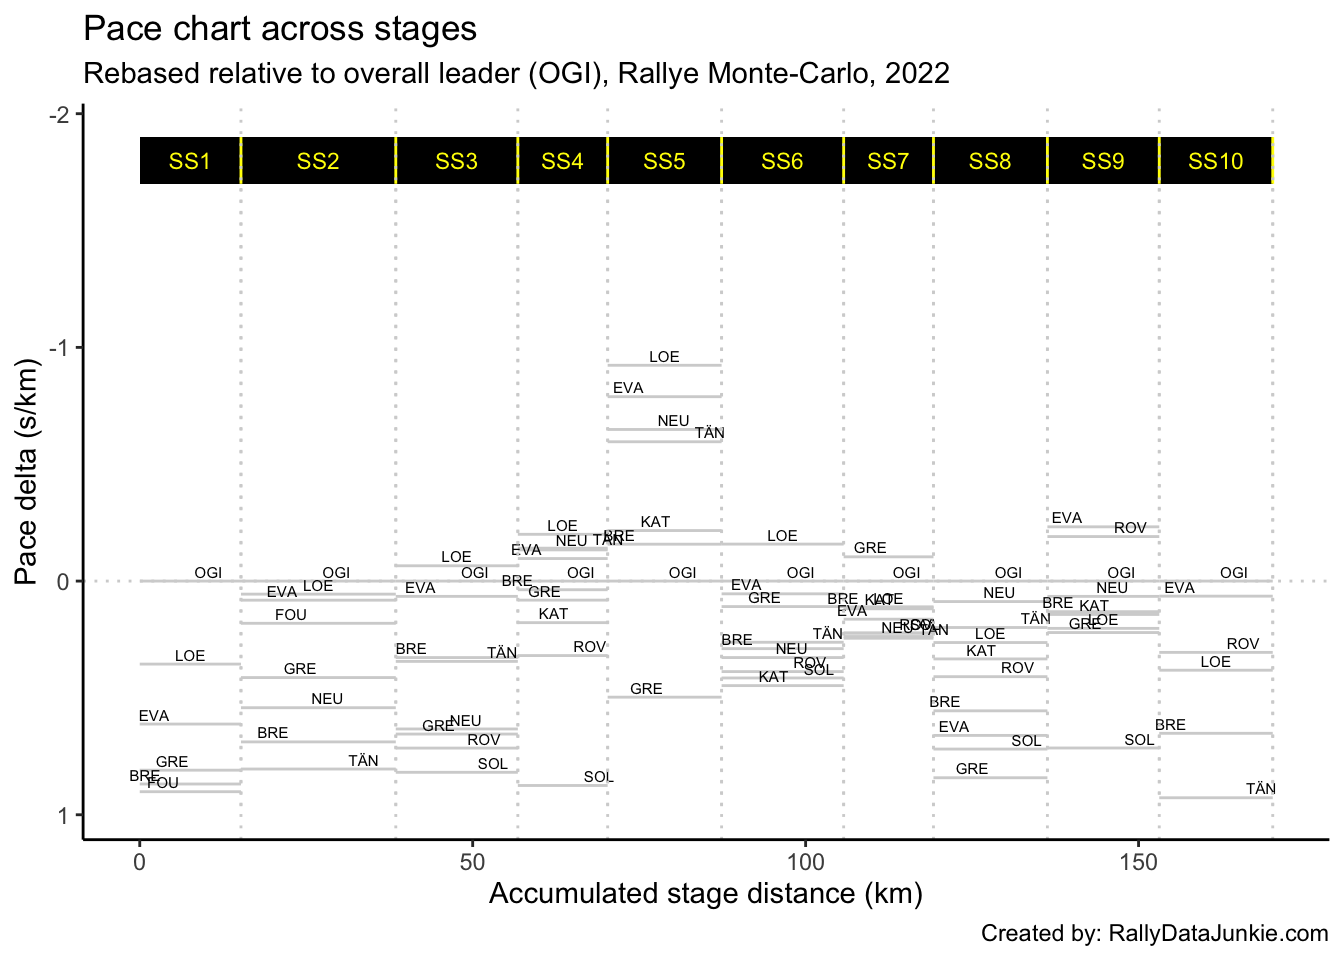 Pace chart across stages
Rebased relative to overall leader (OGI), Rallye Monte-Carlo, 2022
-2
SS1 SS2 SS3 SS4 SS5 SS6 SS7 SS8 SS9 SS10
-1
LOE
EVA
NEU
TÄN
KAT
EVA
ROV
LOE
NEU TÄN BRE
LOE
EVA
LOE
GRE
0
OGI OGI OGI OGI OGI OGI OGI OGI OGI OGI
BRE
EVA LOE
EVA
GRE
EVA
GRE
BRE KAT LOE
NEU
NEU
EVA
FOU
KAT
EVA
TÄN
BRE KAT
LOE
GRE
NEU TÄN
LOE
GRE
BRE TÄN
ROV
BRE TÄN
NEU
ROV
SOL
KAT
LOE
KAT
ROV
ROV
LOE
NEU
GRE
BRE
BRE
EVA
BRE
TÄN
GRE NEU
ROV
SOL
EVA
SOL
SOL
BRE
GRE
BRE
FOU
SOL
GRE
TÄN
1
0 50 100 150
Pace delta (s/km)
Accumulated stage distance (km)
Created by: RallyDataJunkie.com